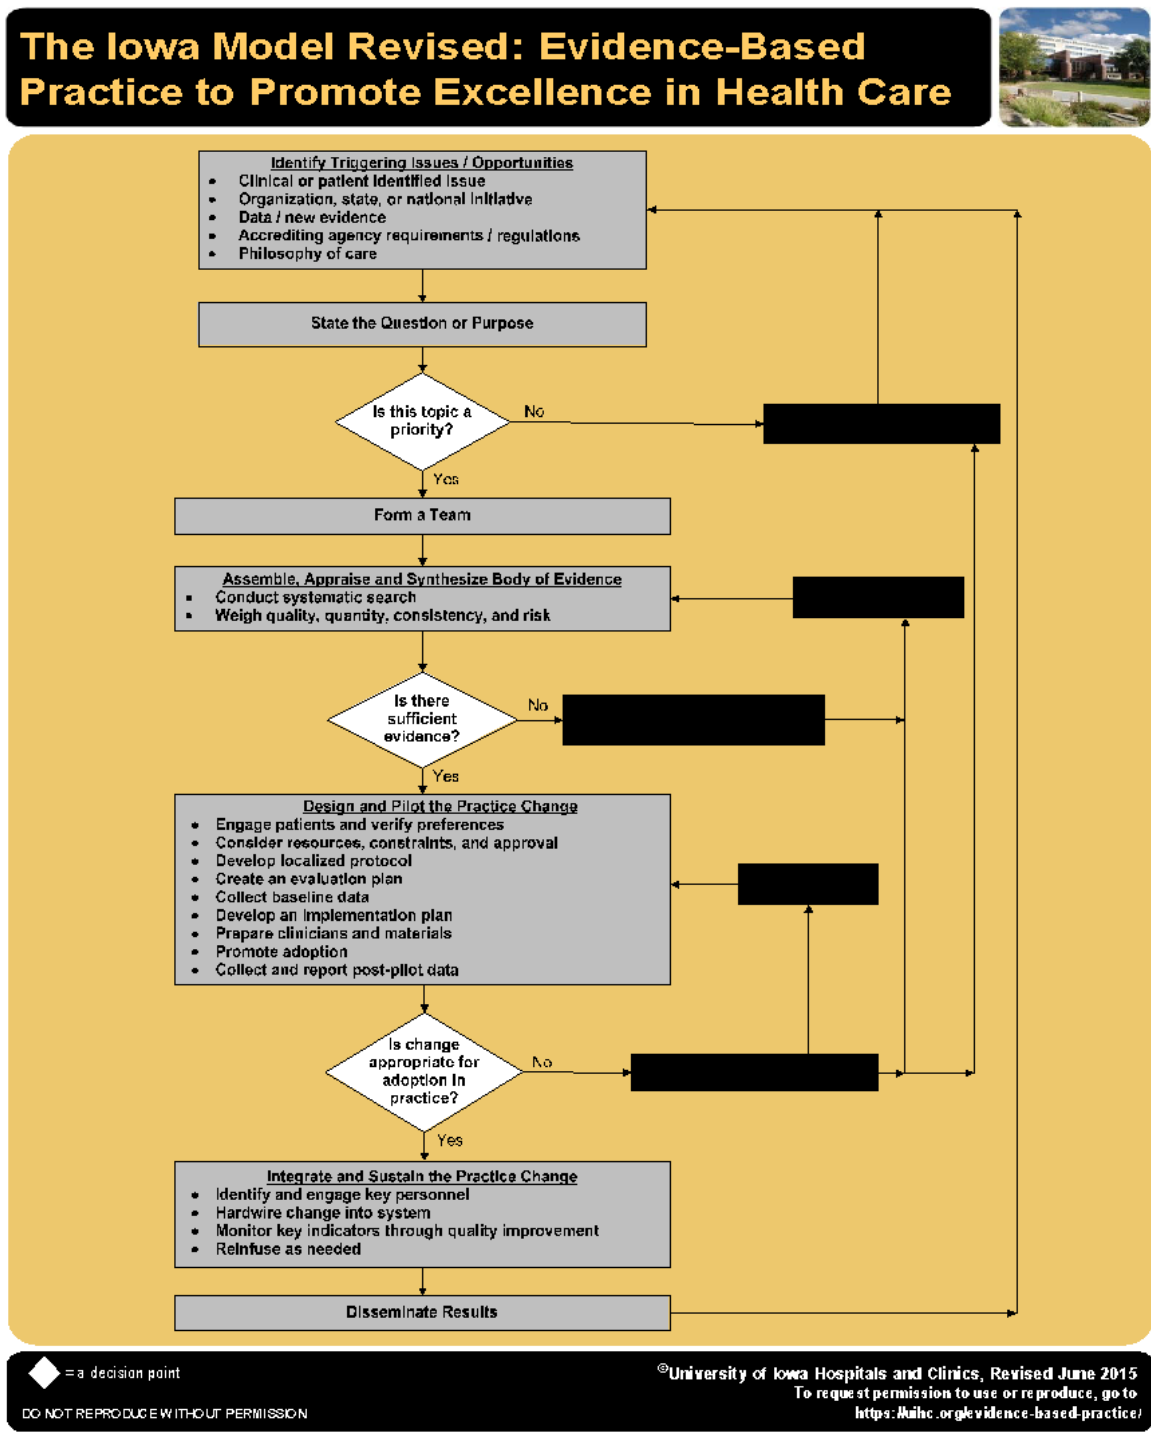 The Iowa Model Revised: Evidence-Based
Practice to Promote Excellence in Health Care
Identify Triggering Issues / Opportunities
• Clinical or patient identified issue
• Organization, state, or national initiative
• Data / new evidence
• Accrediting agency requirements / regulations
• Philosophy of care
State the Question or Purpose
Is this topic a
priority?
No
Yes
Form a Team
Assemble, Appraise and Synthesize Body of Evidence
• Conduct systematic search
• Weigh quality, quantity, consistency, and risk
Is there
sufficient
evidence?
No
Yes
Design and Pilot the Practice Change
• Engage patients and verify preferences
• Consider resources, constraints, and approval
• Develop localized protocol
• Create an evaluation plan
• Collect baseline data
• Develop an implementation plan
• Prepare clinicians and materials
• Promote adoption
• Collect and report post-pilot data
Is change
appropriate for
adoption in
practice?
No
Yes
Integrate and Sustain the Practice Change
• Identify and engage key personnel
• Hardwire change into system
• Monitor key indicators through quality improvement
• Reinfuse as needed
Disseminate Results
= a decision point
DO NOT REPRODUCE WITHOUT PERMISSION
©University of Iowa Hospitals and Clinics, Revised June 2015
To request permission to use or reproduce, go to
https://uihc.org/evidence-based-practice/